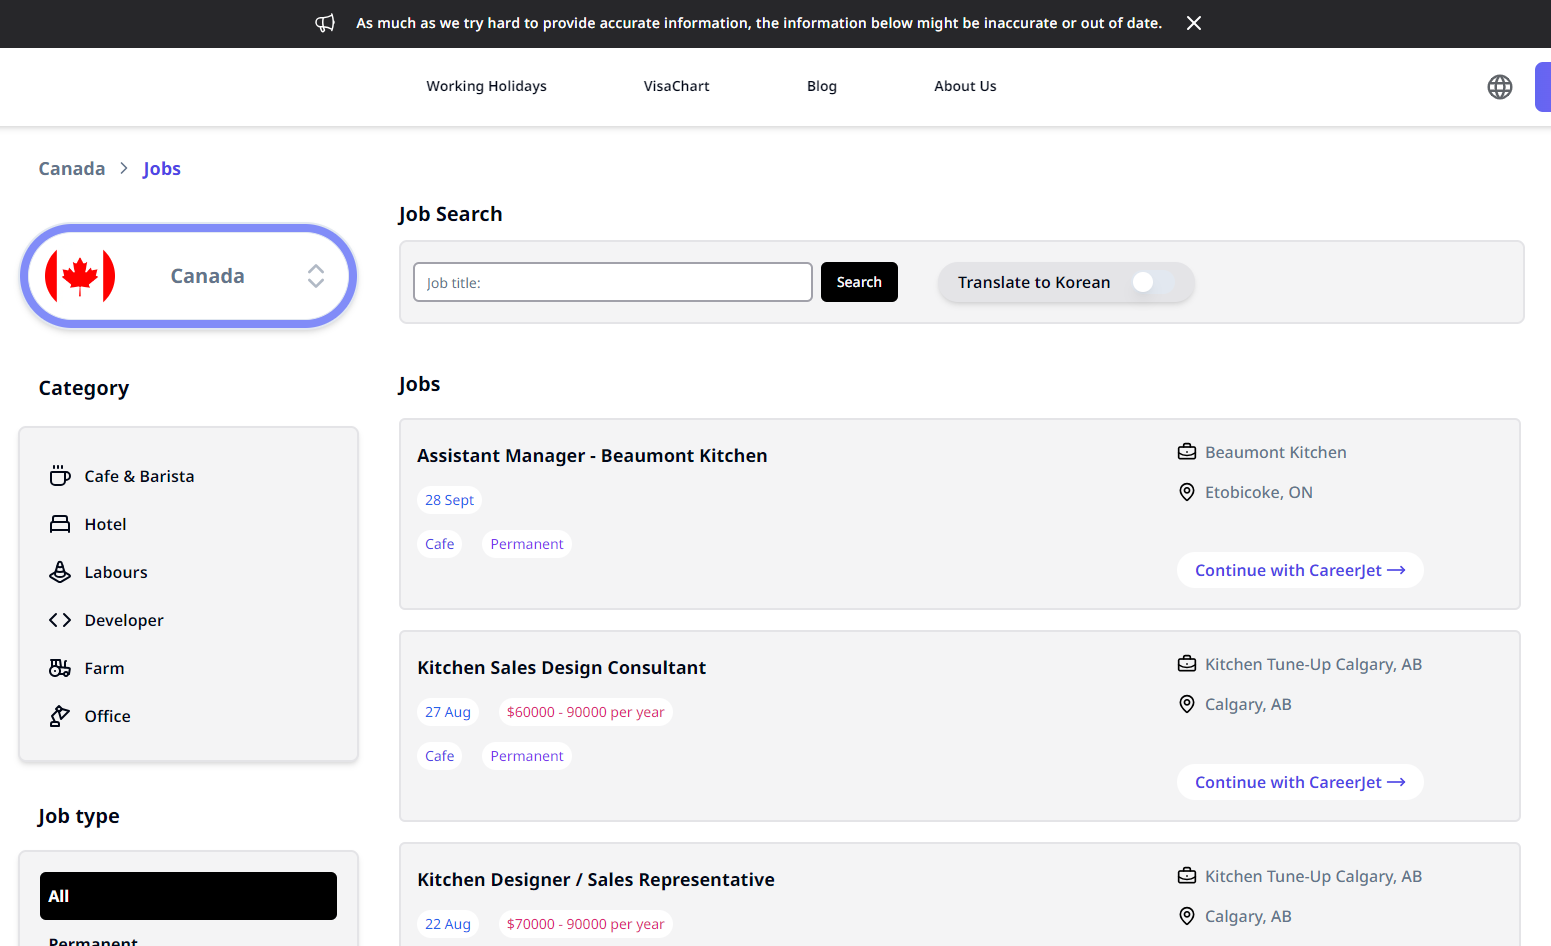 As much as we try hard to provide accurate information, the information below might be inaccurate or out of date.
Working Holidays
VisaChart
Blog
About Us
Canada
Jobs
Canada
Category
Cafe & Barista
Hotel
Labours
Developer
Farm
Office
Job type
All
Permanent
Job Search
Job title:
Search
Translate to Korean
Jobs
Assistant Manager - Beaumont Kitchen
28 Sept
Cafe Permanent
Beaumont Kitchen
Etobicoke, ON
Continue with CareerJet
Kitchen Sales Design Consultant
27 Aug $60000 - 90000 per year
Cafe Permanent
Kitchen Tune-Up Calgary, AB
Calgary, AB
Continue with CareerJet
Kitchen Designer / Sales Representative
22 Aug $70000 - 90000 per year
Kitchen Tune-Up Calgary, AB
Calgary, AB